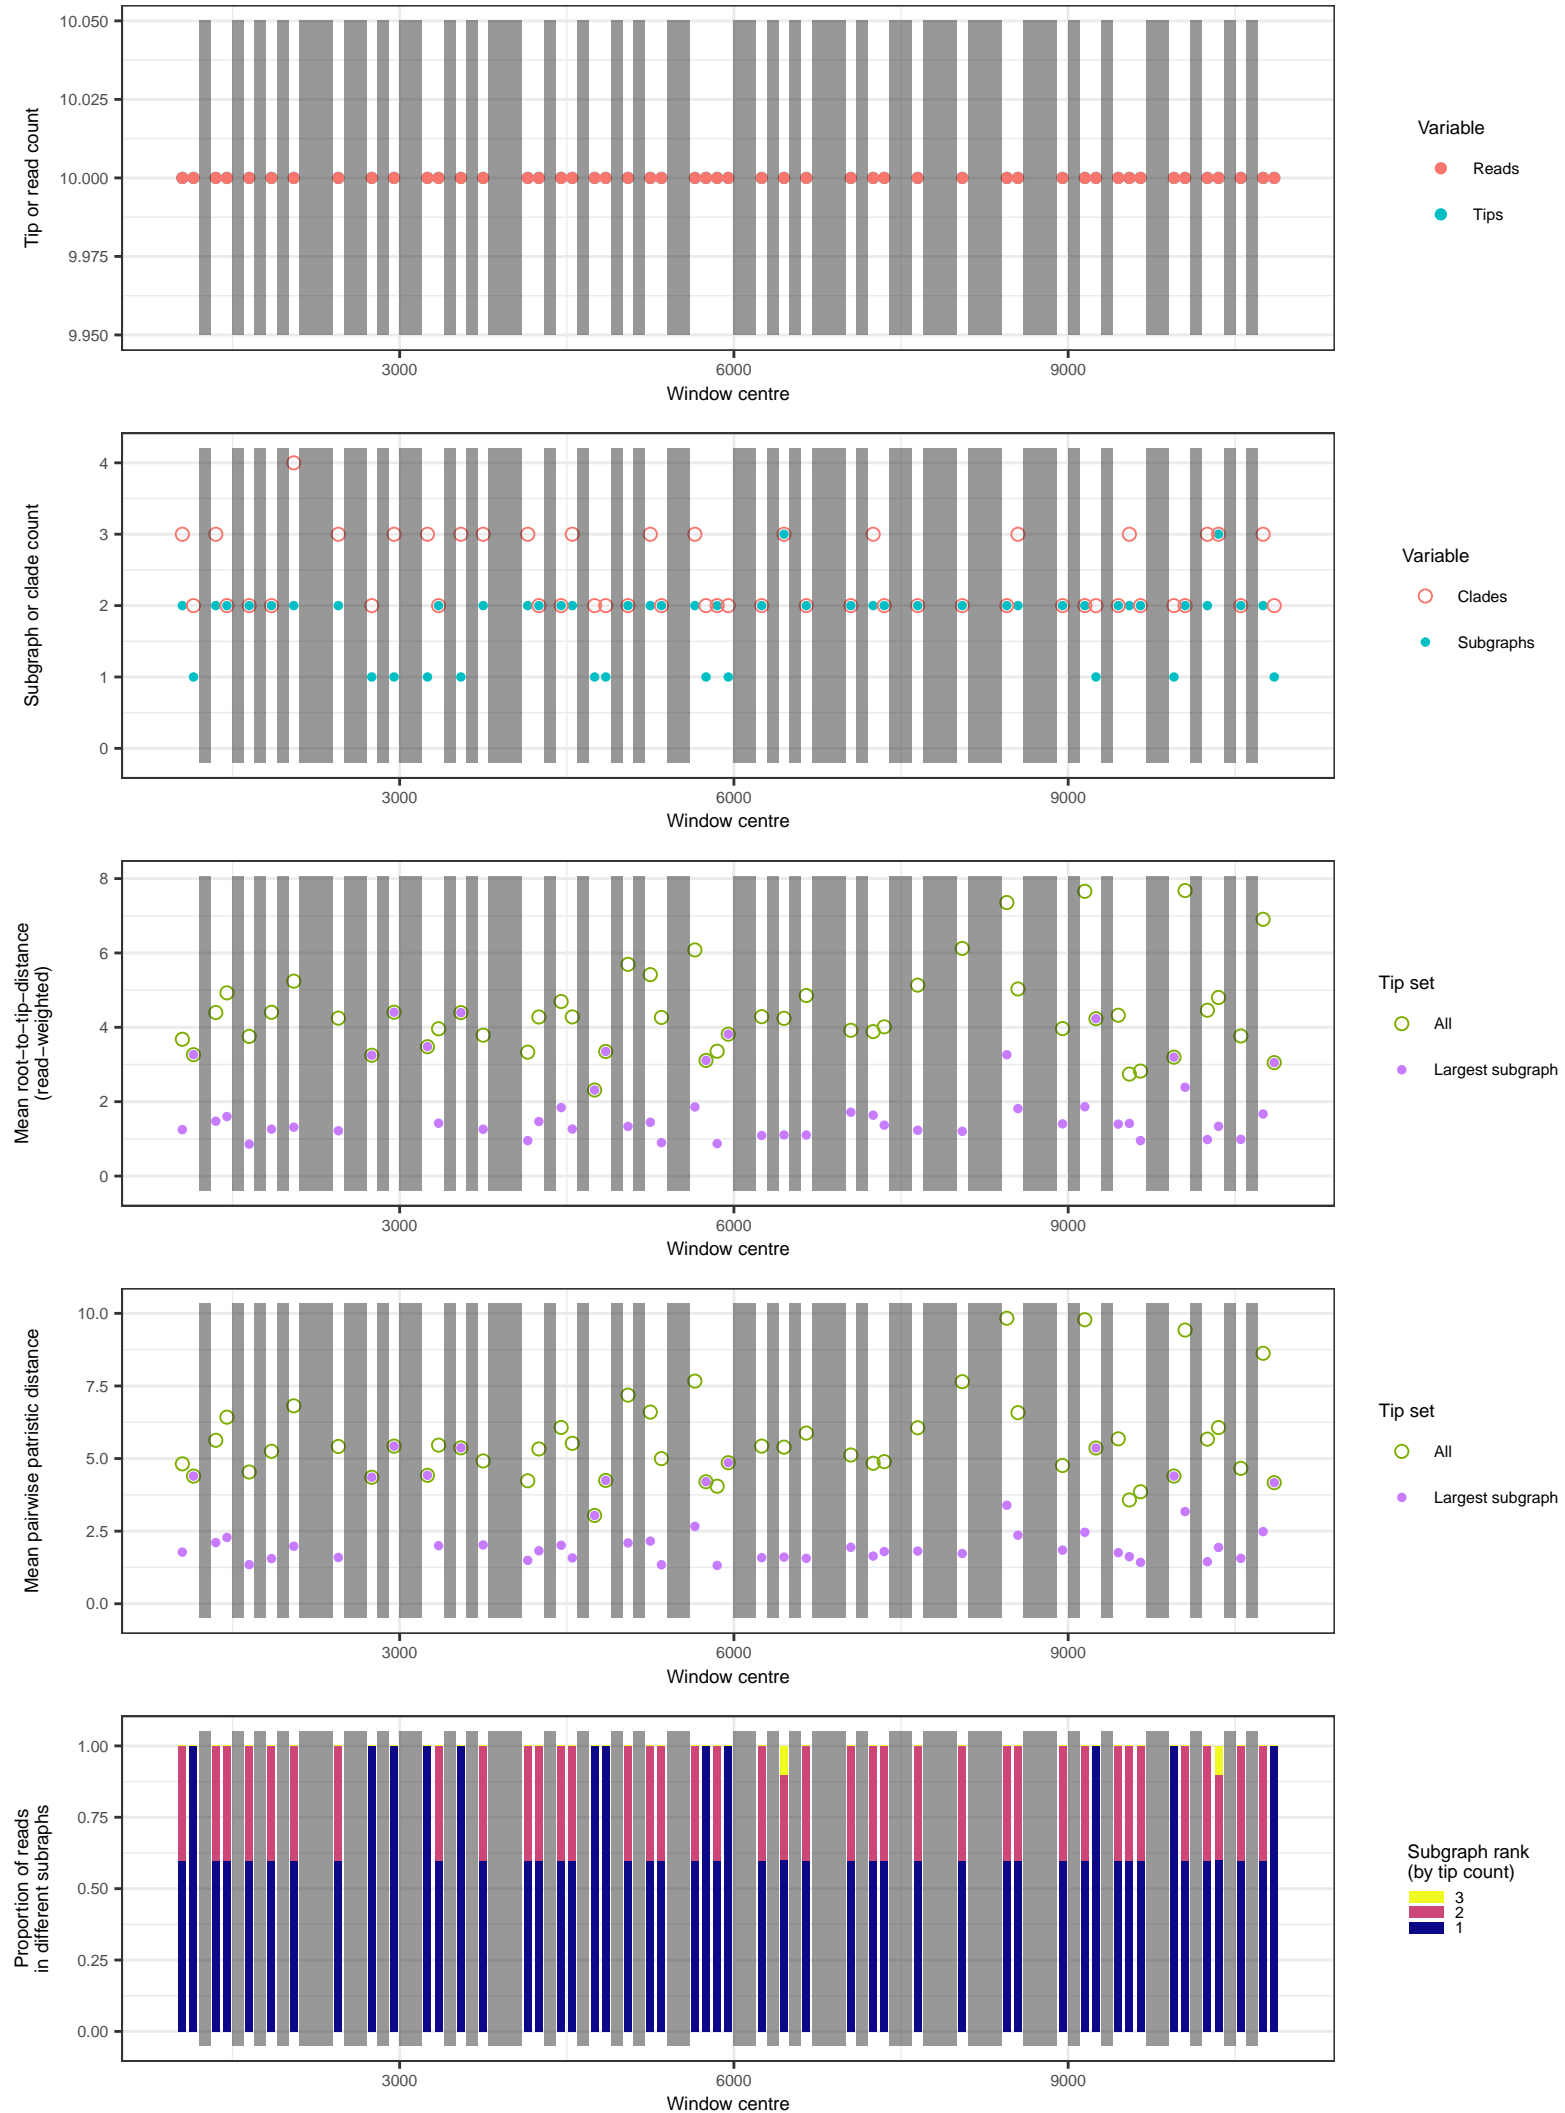 10.050
10.025
10.000
9.975
9.950
Tip or read count
3000 6000 9000
Window centre
Variable
Reads
Tips
4
3
2
1
0
Subgraph or clade count
3000 6000 9000
Window centre
Variable
Clades
Subgraphs
8
6
4
2
0
Mean root−to−tip−distance
(read−weighted)
3000 6000 9000
Window centre
Tip set
All
Largest subgraph
10.0
7.5
5.0
2.5
0.0
Mean pairwise patristic distance
3000 6000 9000
Window centre
Tip set
All
Largest subgraph
1.00
0.75
0.50
0.25
0.00
Proportion of reads
in different subraphs
3000 6000 9000
Window centre
Subgraph rank
(by tip count)
3
2
1